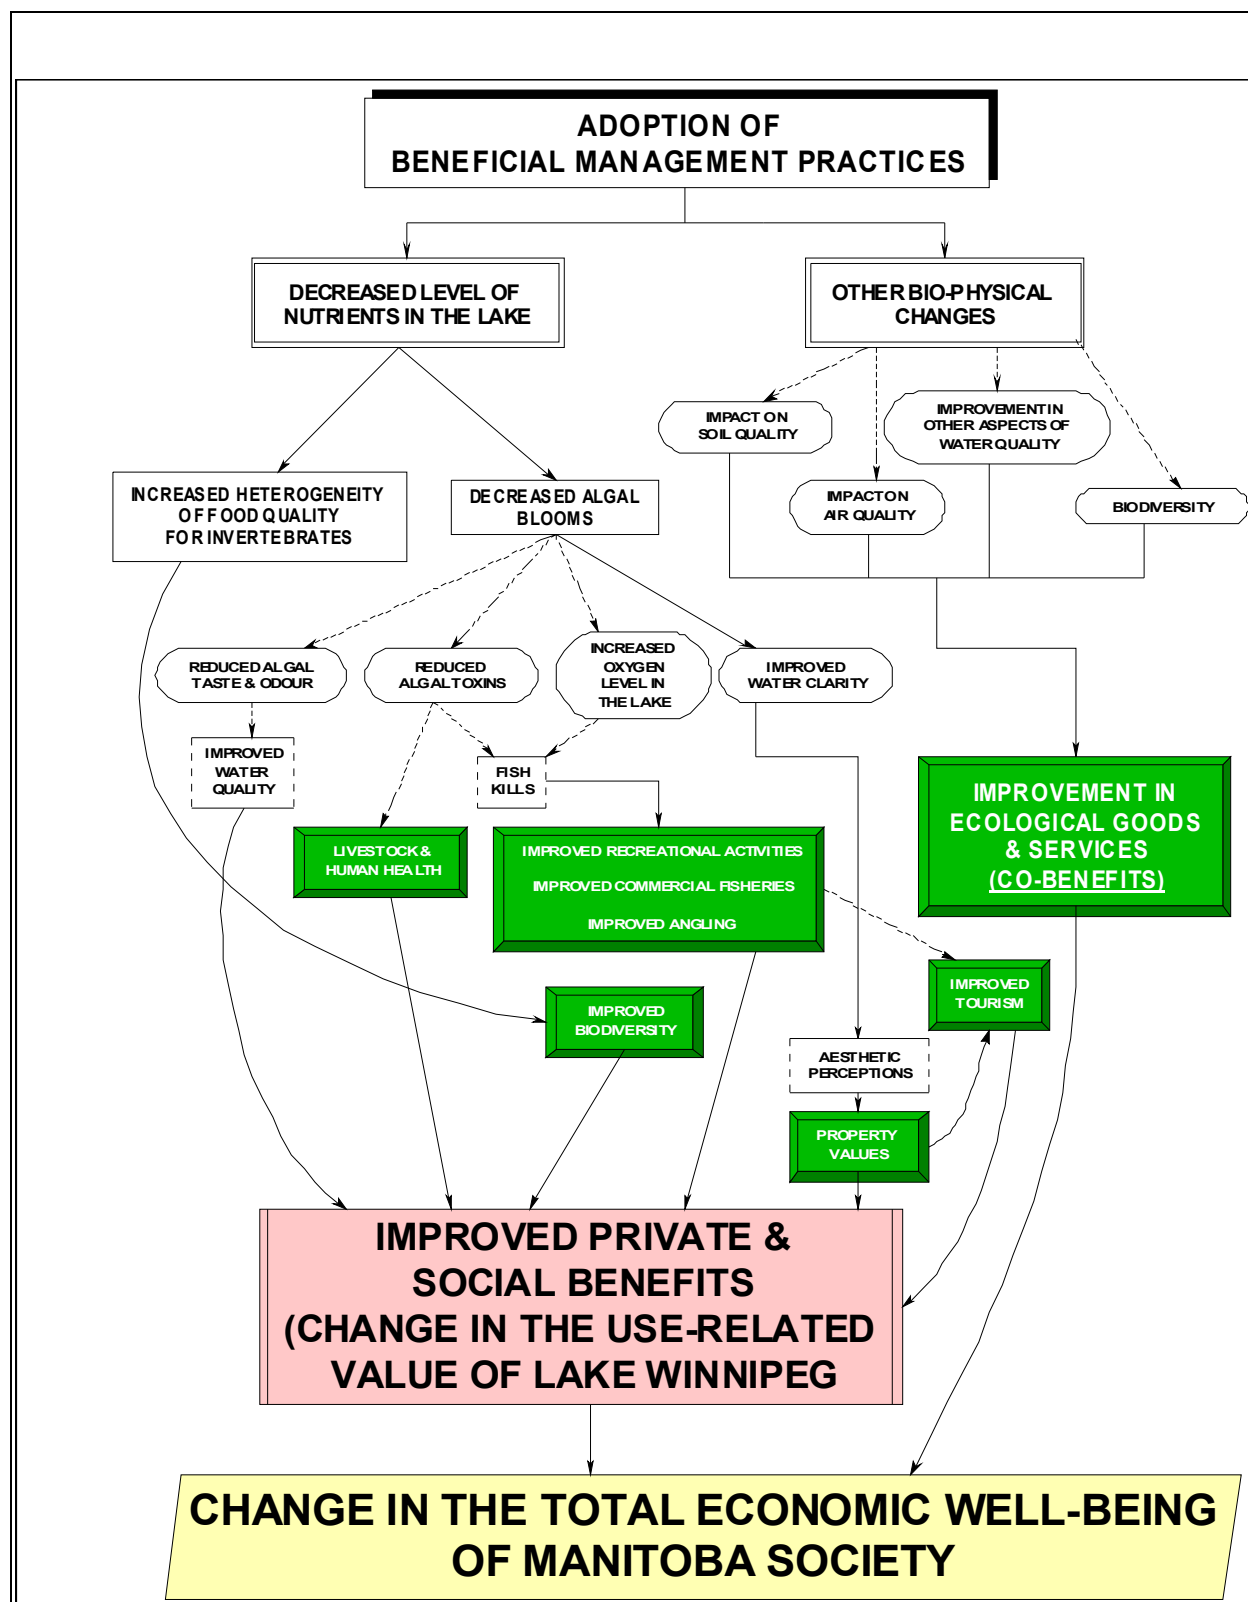 ADOPTION OF
BENEFICIAL MANAGEMENT PRACTICES
DECREASED LEVEL OF
NUTRIENTS IN THE LAKE
OTHER BIO-PHYSICAL
CHANGES
IMPACT ON
SOIL QUALITY
IMPROVEMENT IN
OTHER ASPECTS OF
WATER QUALITY
INCREASED HETEROGENEITY
OF FOOD QUALITY
FOR INVERTEBRATES
DECREASED ALGAL
BLOOMS
IMPACT ON
AIR QUALITY
BIODIVERSITY
REDUCED ALGAL
TASTE & ODOUR
REDUCED
ALGAL TOXINS
INCREASED
OXYGEN
LEVEL IN
THE LAKE
IMPROVED
WATER CLARITY
IMPROVED
WATER
QUALITY
FISH
KILLS
IMPROVEMENT IN
ECOLOGICAL GOODS
& SERVICES
(CO-BENEFITS)
LIVESTOCK &
HUMAN HEALTH
IMPROVED RECREATIONAL ACTIVITIES
IMPROVED COMMERCIAL FISHERIES
IMPROVED ANGLING
IMPROVED
TOURISM
IMPROVED
BIODIVERSITY
AESTHETIC
PERCEPTIONS
PROPERTY
VALUES
IMPROVED PRIVATE &
SOCIAL BENEFITS
(CHANGE IN THE USE-RELATED
VALUE OF LAKE WINNIPEG
CHANGE IN THE TOTAL ECONOMIC WELL-BEING
OF MANITOBA SOCIETY